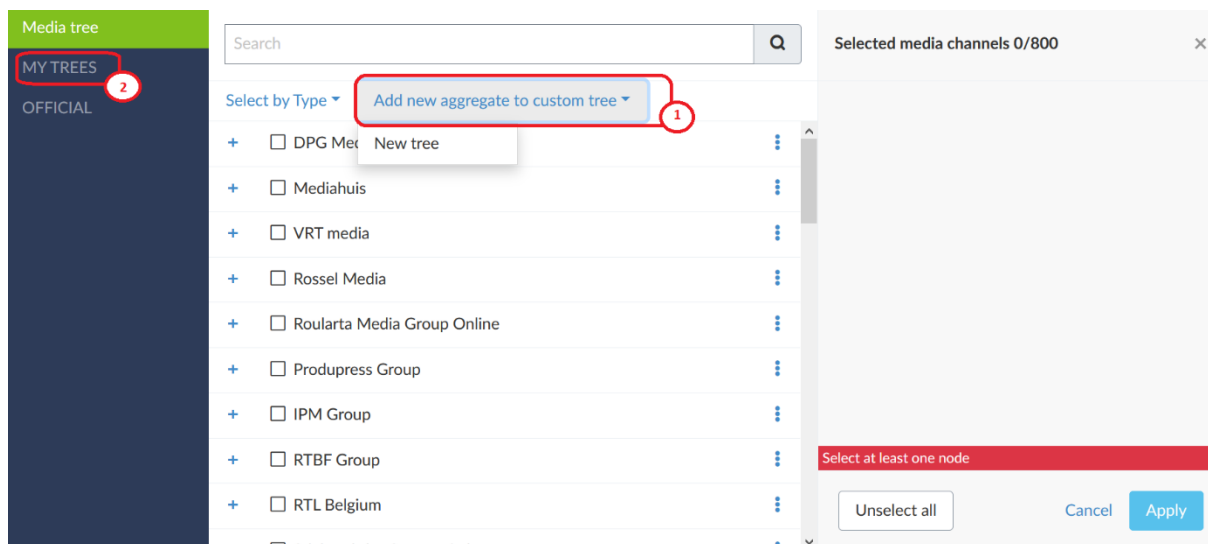 Media tree
MY TREES
2
OFFICIAL
Search
Select by Type
Add new aggregate to custom tree
1
New tree
DPG Med
Mediahuis
VRT media
Rossel Media
Roularta Media Group Online
Produpress Group
IPM Group
RTBF Group
RTL Belgium
Selected media channels 0/800
Select at least one node
Unselect all
Cancel
Apply